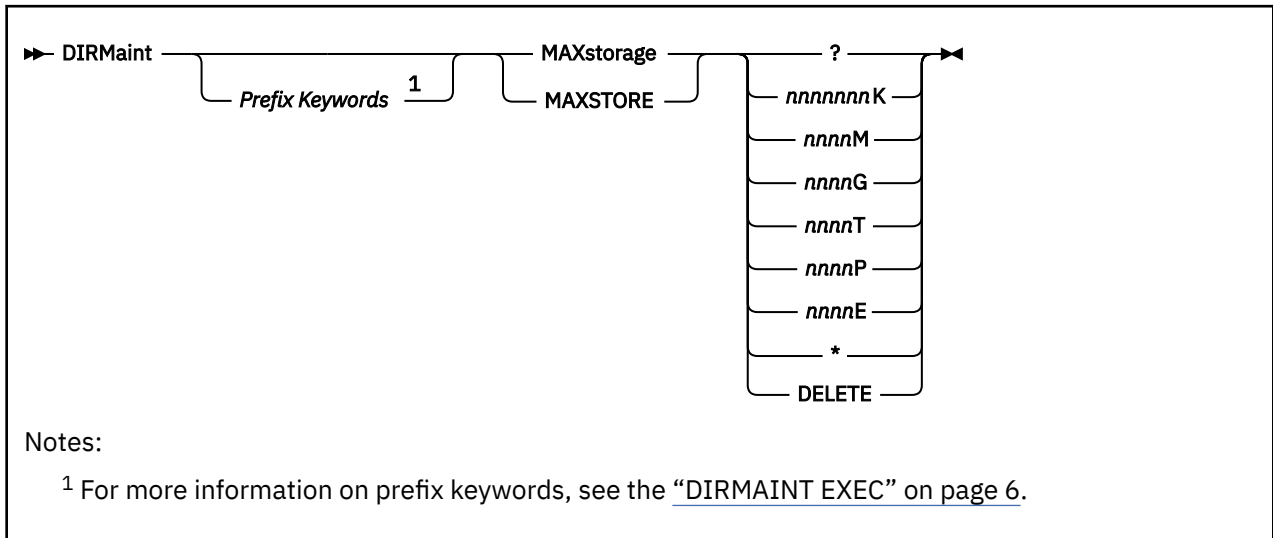 DIRMaint MAXstorage ?
Prefix Keywords 1 MAXSTORE nnnnnnnK
nnnnM
nnnnG
nnnnT
nnnnP
nnnnE
*
DELETE
Notes:
1 For more information on prefix keywords, see the “DIRMAINT EXEC” on page 6.